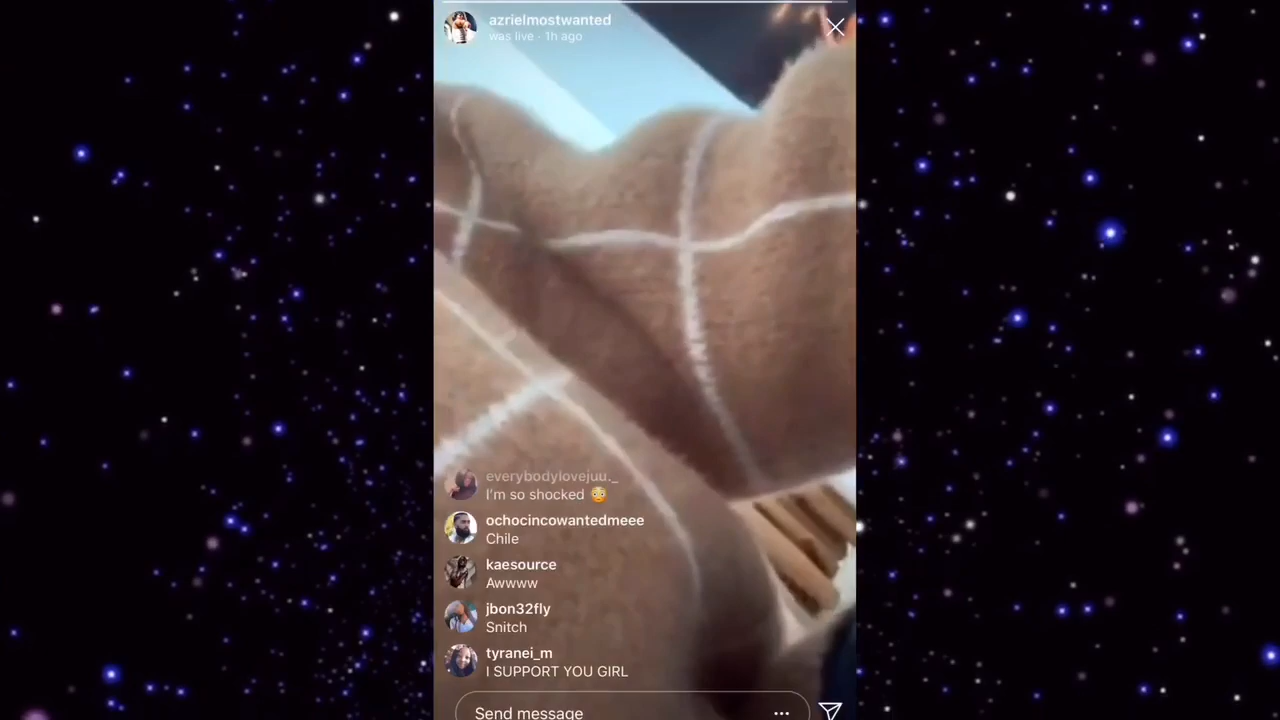 azrielmostwanted
was live · 1h ago
everybodylovejuu._
I'm so shocked 😳
ochocincowantedmeee
Chile
kaesource
Awwww
jbon32fly
Snitch
tyranei_m
I SUPPORT YOU GIRL
Send message